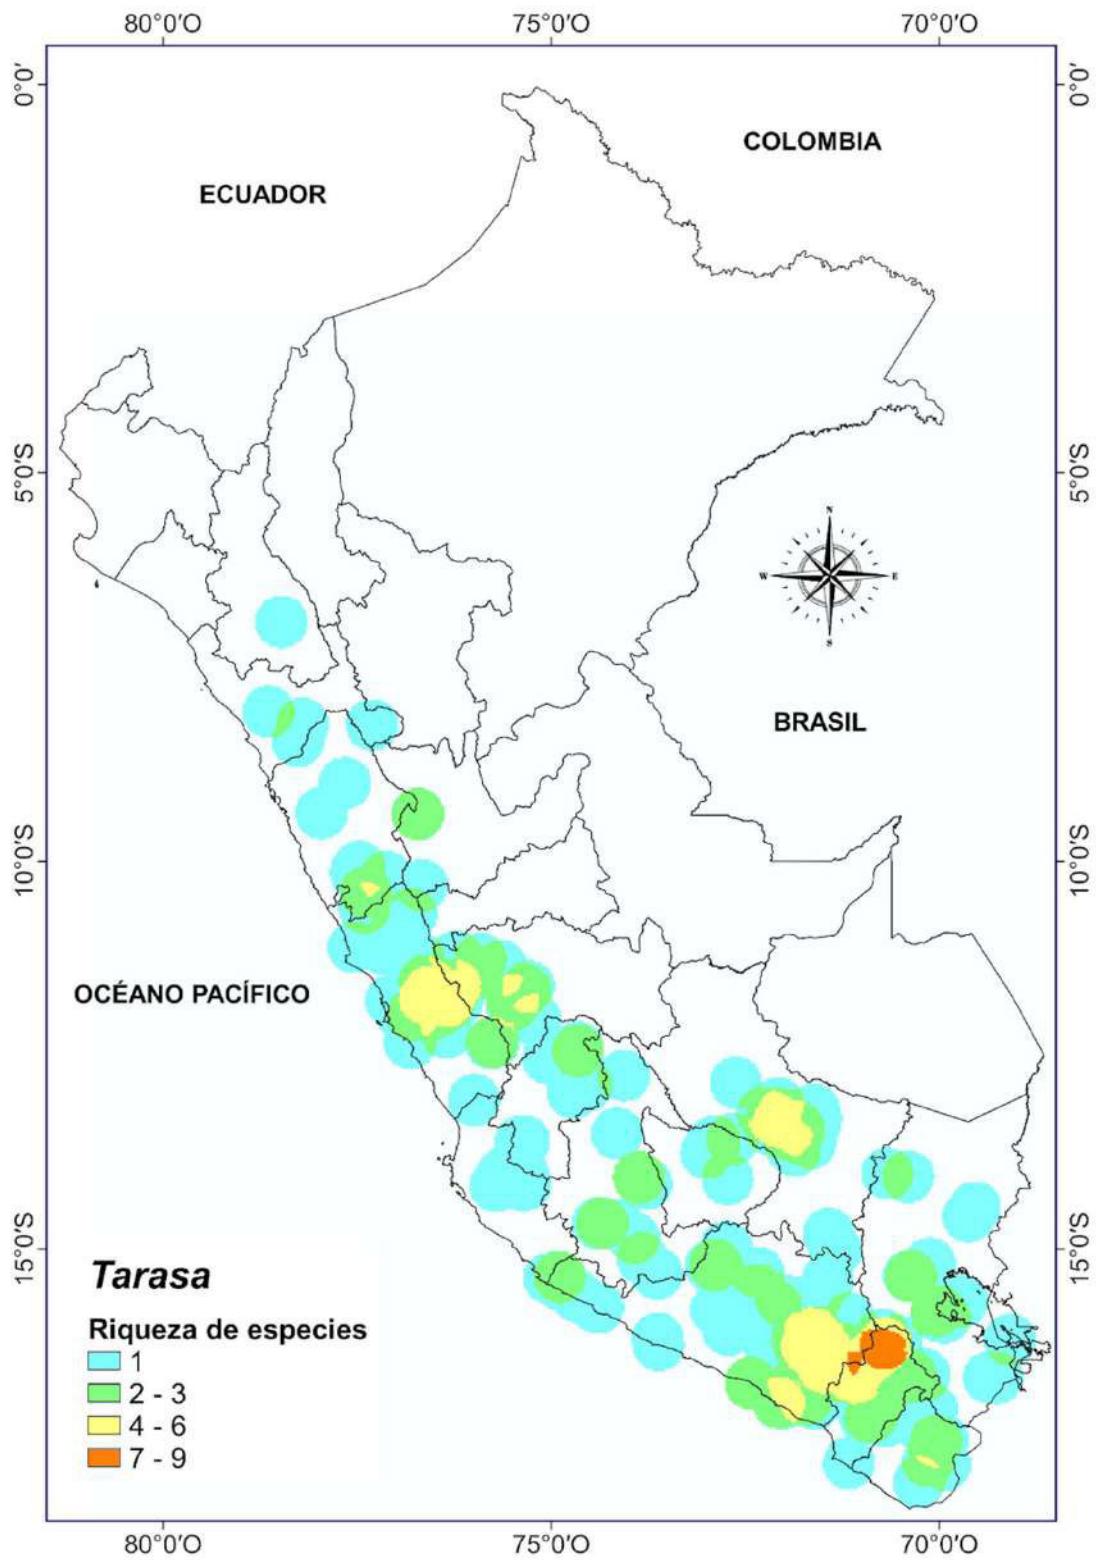 80°0'O 75°0'O 70°0'O
0°0'
0°0'
COLOMBIA
ECUADOR
5°0'S
5°0'S
N
W E
S
BRASIL
10°0'S
10°0'S
OCÉANO PACÍFICO
15°0'S
15°0'S
Tarasa
Riqueza de especies
1
2 - 3
4 - 6
7 - 9
80°0'O 75°0'O 70°0'O